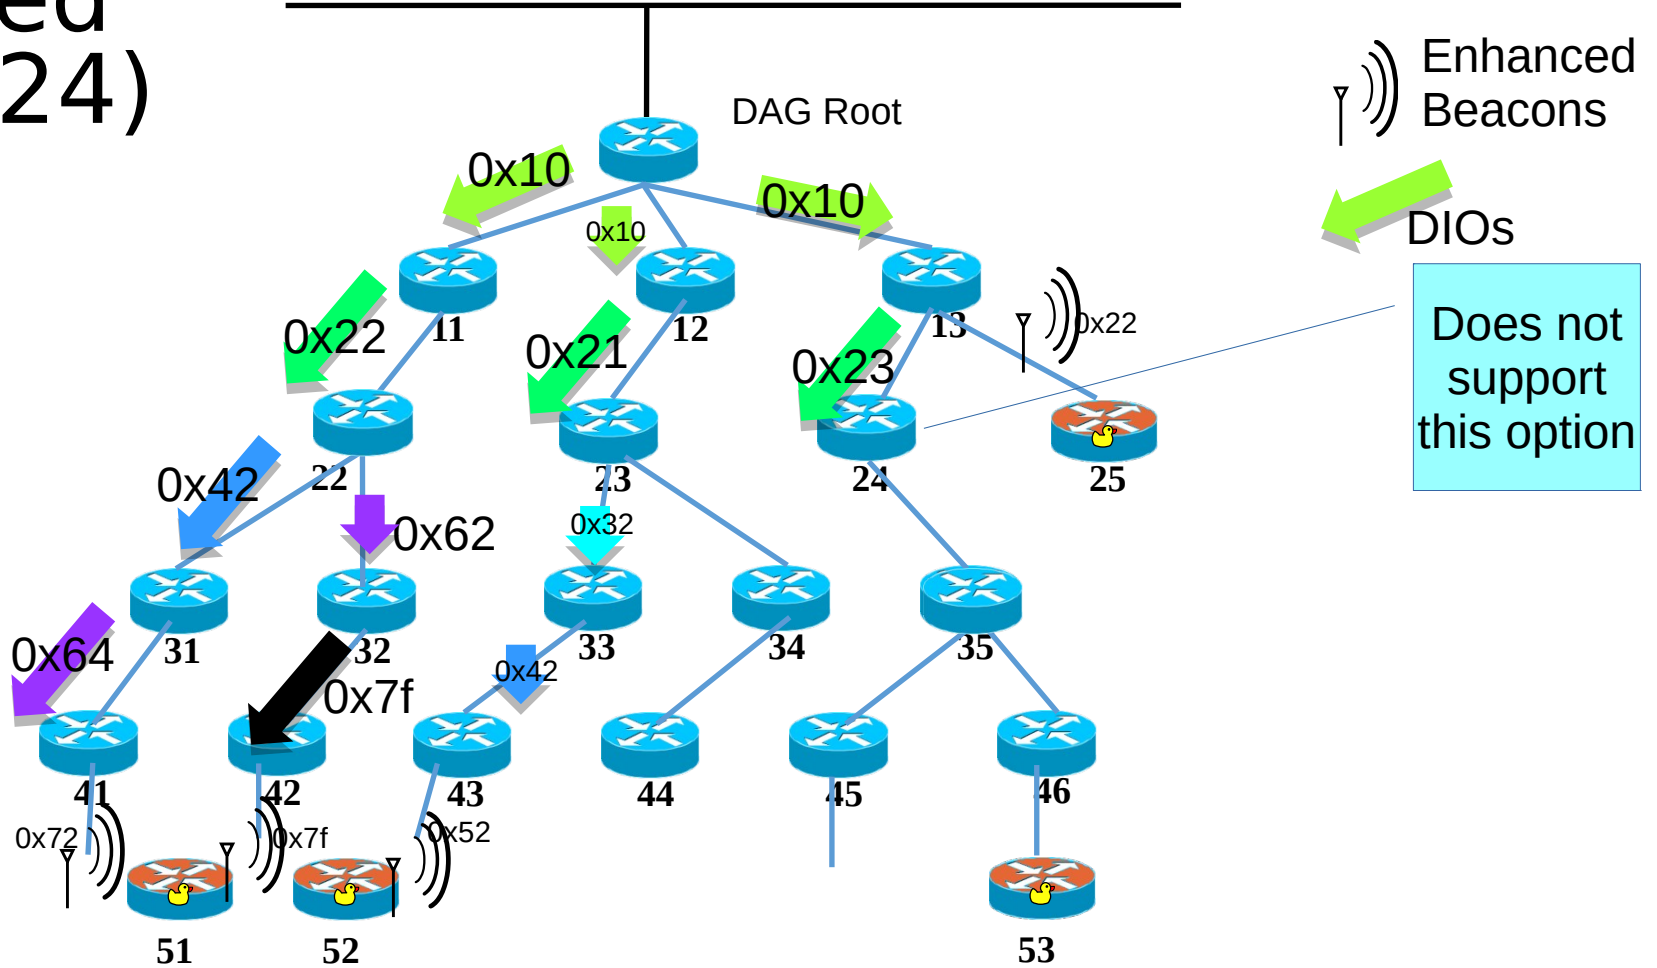 ed
24)
Enhanced
Beacons
DAG Root
0x10
0x10
0x10
DIOs
11
12
13
0x22
0x21
0x23
0x22
Does not
support
this option
22
23
24
25
0x42
0x62
0x32
31
32
33
34
35
0x64
0x7f
0x42
41
42
43
44
45
46
0x72
0x7f
0x52
51
52
53